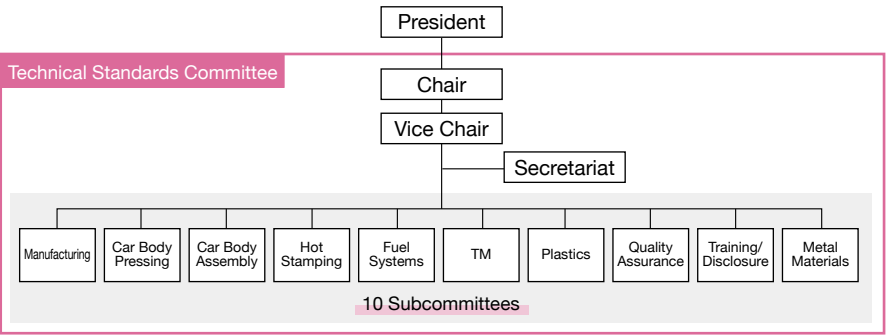 President
Technical Standards Committee
Chair
Vice Chair
Secretariat
Manufacturing
Car Body
Pressing
Car Body
Assembly
Hot
Stamping
Fuel
Systems
TM
Plastics
Quality
Assurance
Training/
Disclosure
Metal
Materials
10 Subcommittees